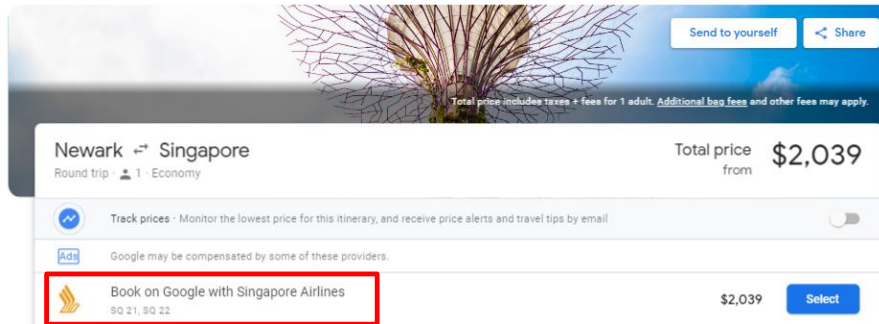 Send to yourself
Share
Total price includes taxes + fees for 1 adult. Additional bag fees and other fees may apply.
Newark ⇄ Singapore
Total price
from
$2,039
Round trip · 1 · Economy
Track prices · Monitor the lowest price for this itinerary, and receive price alerts and travel tips by email
Ads
Google may be compensated by some of these providers.
Book on Google with Singapore Airlines
SQ 21, SQ 22
$2,039
Select